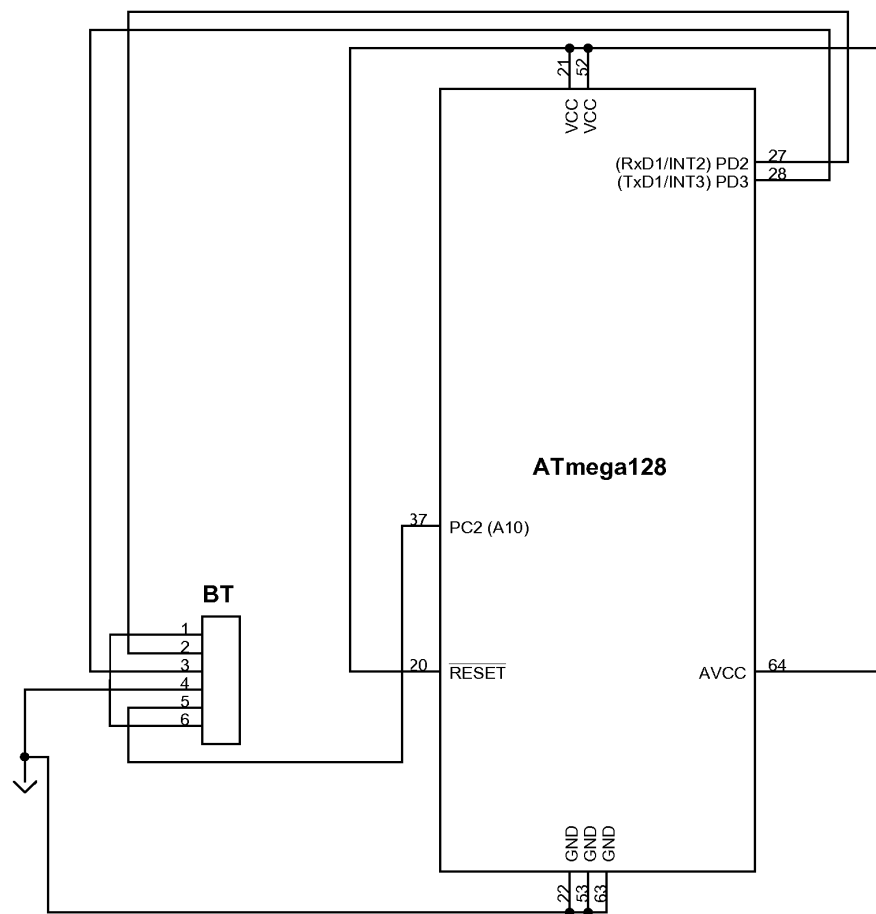 21
52
VCC
VCC
(RxD1/INT2) PD2
27
(TxD1/INT3) PD3
28
ATmega128
37
PC2 (A10)
BT
1
2
3
4
5
6
20
RESET
AVCC
64
GND
GND
GND
22
53
63